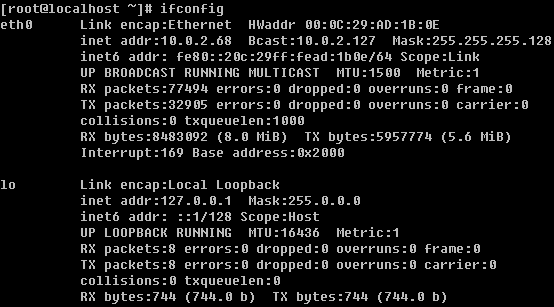 [root@localhost ~]# ifconfig
eth0      Link encap:Ethernet  HWaddr 00:0C:29:AD:1B:0E
          inet addr:10.0.2.68  Bcast:10.0.2.127  Mask:255.255.255.128
          inet6 addr: fe80::20c:29ff:fead:1b0e/64 Scope:Link
          UP BROADCAST RUNNING MULTICAST  MTU:1500  Metric:1
          RX packets:77494 errors:0 dropped:0 overruns:0 frame:0
          TX packets:32905 errors:0 dropped:0 overruns:0 carrier:0
          collisions:0 txqueuelen:1000
          RX bytes:8483092 (8.0 MiB)  TX bytes:5957774 (5.6 MiB)
          Interrupt:169 Base address:0x2000
lo        Link encap:Local Loopback
          inet addr:127.0.0.1  Mask:255.0.0.0
          inet6 addr: ::1/128 Scope:Host
          UP LOOPBACK RUNNING  MTU:16436  Metric:1
          RX packets:8 errors:0 dropped:0 overruns:0 frame:0
          TX packets:8 errors:0 dropped:0 overruns:0 carrier:0
          collisions:0 txqueuelen:0
          RX bytes:744 (744.0 b)  TX bytes:744 (744.0 b)